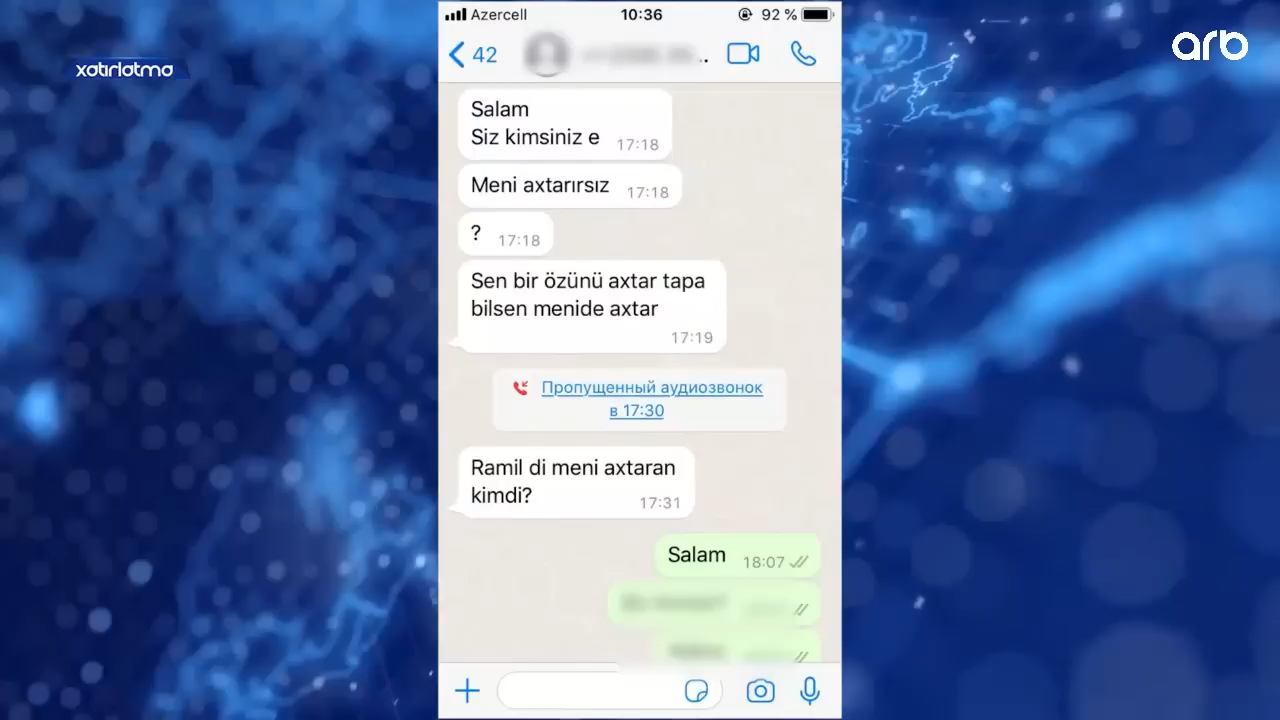 Azercell
10:36
92 %
arb
xatırlatma
42
Salam
Siz kimsiniz e 17:18
Meni axtarırsız 17:18
? 17:18
Sen bir özünü axtar tapa
bilsen menide axtar
17:19
Пропущенный аудиозвонок
в 17:30
Ramil di meni axtaran
kimdi? 17:31
Salam 18:07